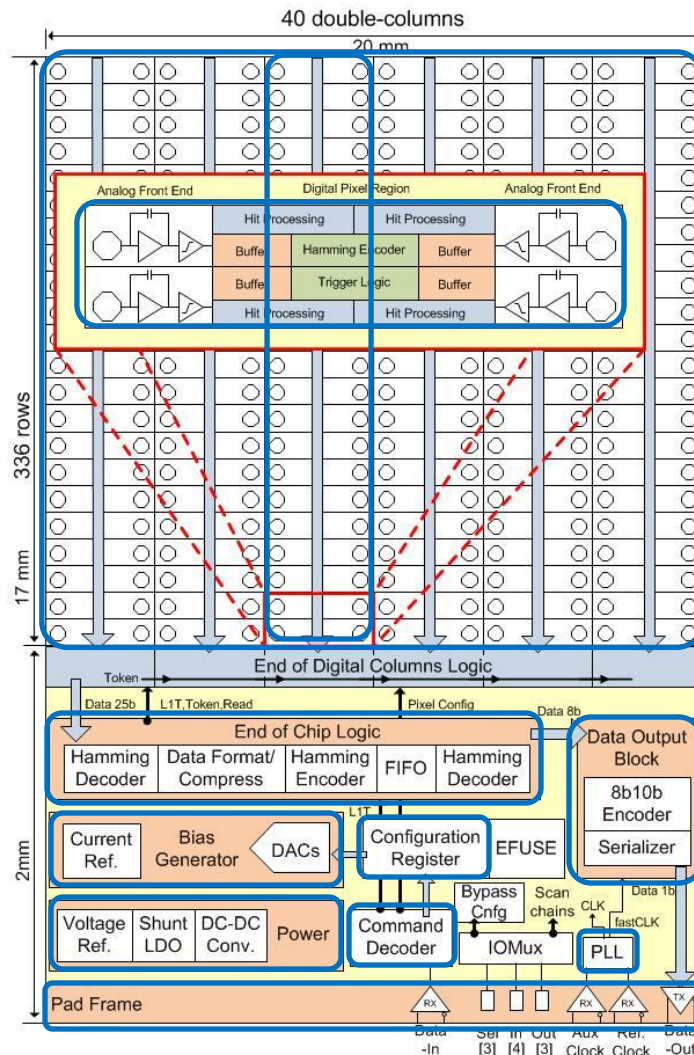 40 double-columns
20 mm
Analog Front End
Digital Pixel Region
Analog Front End
Hit Processing
Hit Processing
Buffer
Hamming Encoder
Buffer
Buffer
Trigger Logic
Buffer
Hit Processing
Hit Processing
336 rows
17 mm
End of Digital Columns Logic
Token
Data 25b
L1T,Token,Read
Pixel Config
Data 8b
End of Chip Logic
Hamming Decoder
Data Format/ Compress
Hamming Encoder
FIFO
Hamming Decoder
Data Output
Block
8b10b
Encoder
Serializer
2mm
L1T
Current
Ref.
Bias
Generator
DACs
Configuration
Register
EFUSE
Data 1b
Bypass
Cnfg
Scan
chains
CLK
fastCLK
Voltage
Ref.
Shunt
LDO
DC-DC
Conv.
Power
Command
Decoder
IOMux
PLL
Pad Frame
RX
RX
RX
TX
Data
-In
Sel
[3]
In
[4]
Out
[3]
Aux
Clock
Ref.
Clock
Data
-Out